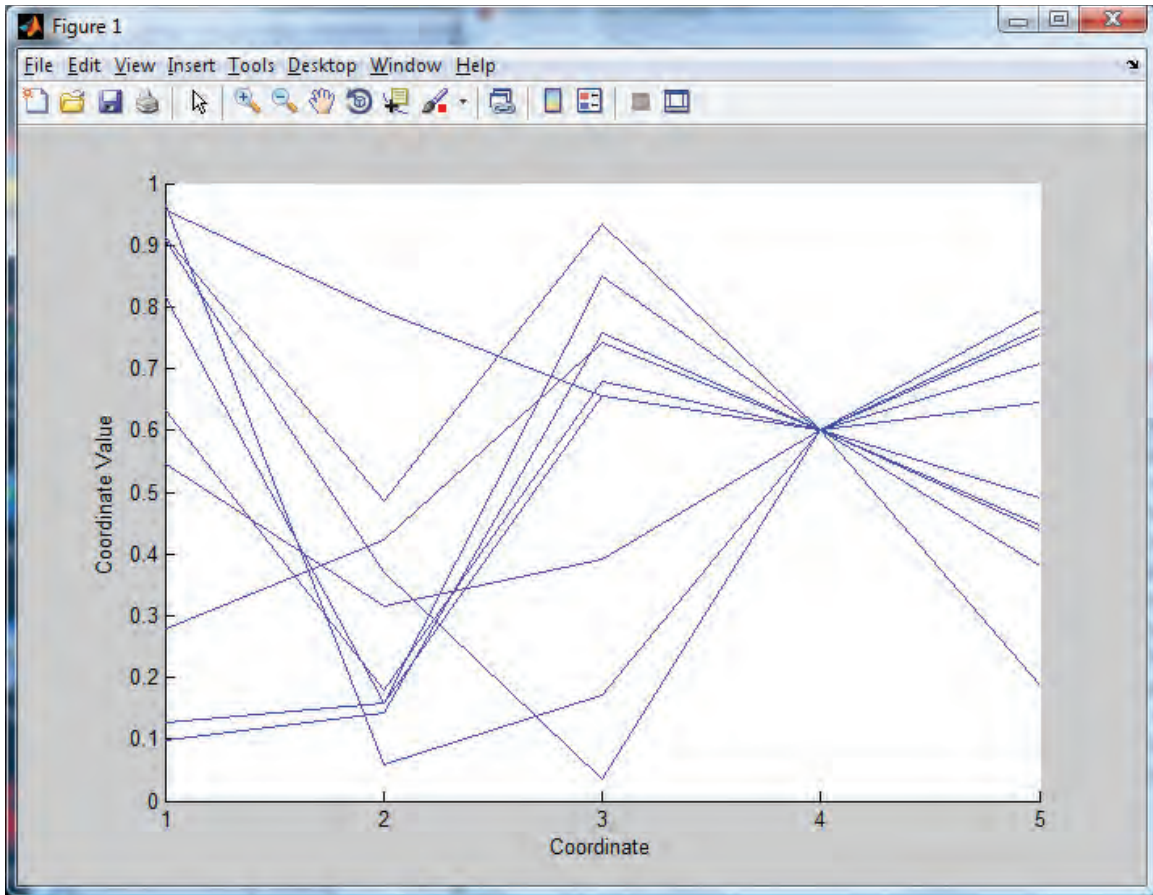 Figure 1
File Edit View Insert Tools Desktop Window Help
1
0.9
0.8
0.7
0.6
0.5
0.4
0.3
0.2
0.1
0
Coordinate Value
1 2 3 4 5
Coordinate